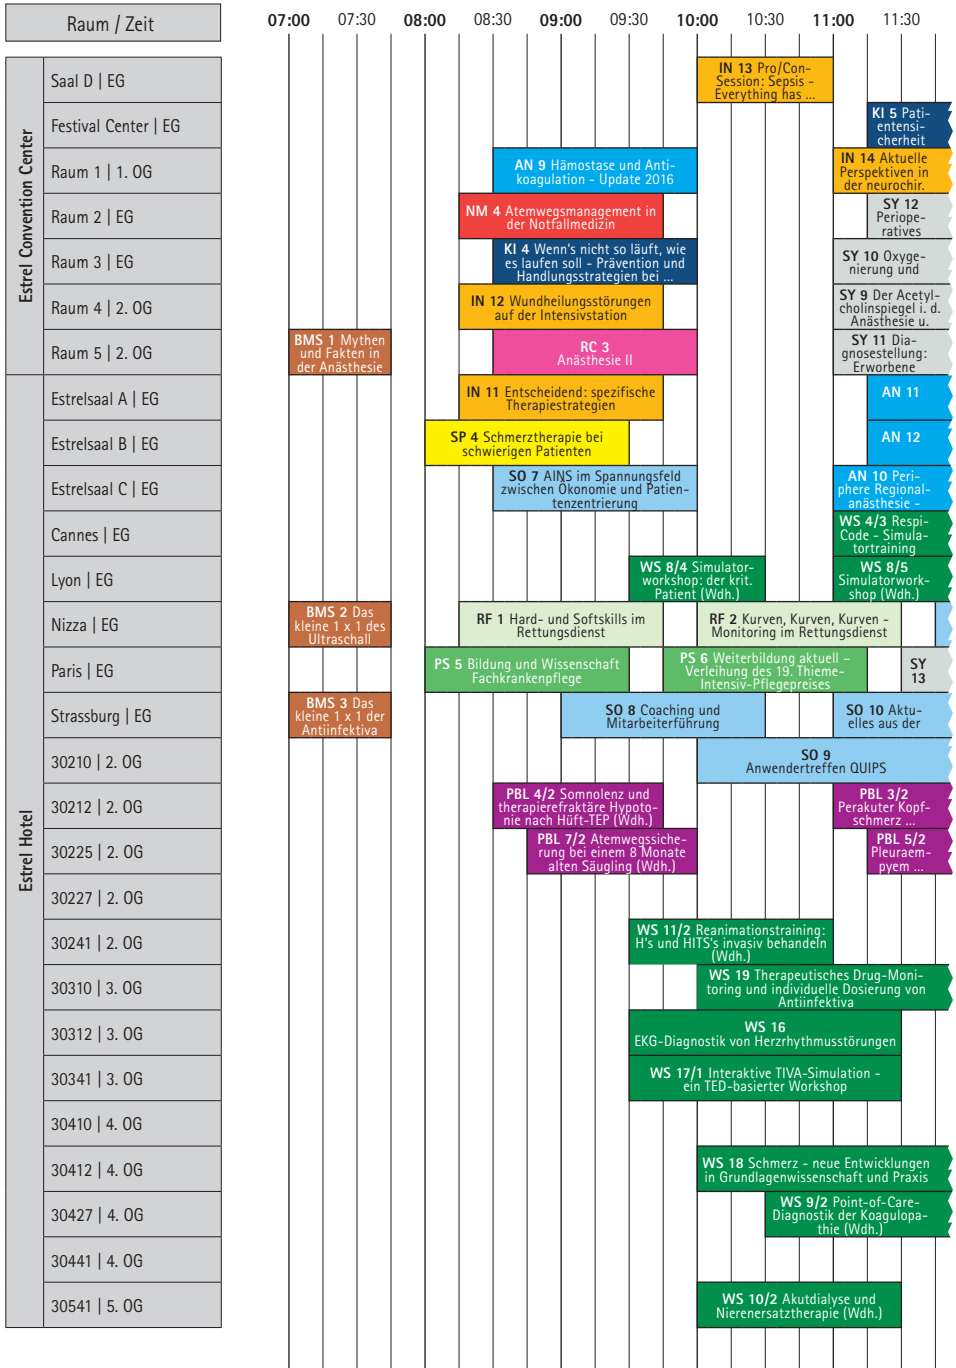 Raum / Zeit
07:00 07:30 08:00 08:30 09:00 09:30 10:00 10:30 11:00 11:30
Estrel Convention Center
Saal D | EG
IN 13 Pro/Con-
Session: Sepsis -
Everything has ...
Festival Center | EG
KI 5 Pati-
entensi-
cherheit
Raum 1 | 1. OG
AN 9 Hämostase und Anti-
koagulation - Update 2016
IN 14 Aktuelle
Perspektiven in
der neurochir.
Raum 2 | EG
NM 4 Atemwegsmanagement in
der Notfallmedizin
SY 12
Periope-
ratives
Raum 3 | EG
KI 4 Wenn's nicht so läuft, wie
es laufen soll - Prävention und
Handlungsstrategien bei ...
SY 10 Oxyge-
nierung und
Raum 4 | 2. OG
IN 12 Wundheilungsstörungen
auf der Intensivstation
SY 9 Der Acetyl-
cholinspiegel i. d.
Anästhesie u.
Raum 5 | 2. OG
BMS 1 Mythen
und Fakten in
der Anästhesie
RC 3
Anästhesie II
SY 11 Dia-
gnosestellung:
Erworbene
Estrel Hotel
Estrelsaal A | EG
IN 11 Entscheidend: spezifische
Therapiestrategien
AN 11
Estrelsaal B | EG
SP 4 Schmerztherapie bei
schwierigen Patienten
AN 12
Estrelsaal C | EG
SO 7 AINS im Spannungsfeld
zwischen Ökonomie und Patien-
tenzentrierung
AN 10 Peri-
phere Regional-
anästhesie -
Cannes | EG
WS 4/3 Respi-
Code - Simula-
tortraining
Lyon | EG
WS 8/4 Simulator-
workshop: der krit.
Patient (Wdh.)
WS 8/5
Simulatorwork-
shop (Wdh.)
Nizza | EG
BMS 2 Das
kleine 1 x 1 des
Ultraschall
RF 1 Hard- und Softskills im
Rettungsdienst
RF 2 Kurven, Kurven, Kurven -
Monitoring im Rettungsdienst
Paris | EG
PS 5 Bildung und Wissenschaft
Fachkrankenpflege
PS 6 Weiterbildung aktuell –
Verleihung des 19. Thieme-
Intensiv-Pflegepreises
SY
13
Strassburg | EG
BMS 3 Das
kleine 1 x 1 der
Antiinfektiva
SO 8 Coaching und
Mitarbeiterführung
SO 10 Aktu-
elles aus der
30210 | 2. OG
SO 9
Anwendertreffen QUIPS
30212 | 2. OG
PBL 4/2 Somnolenz und
therapierefraktäre Hypoto-
nie nach Hüft-TEP (Wdh.)
PBL 3/2
Perakuter Kopf-
schmerz ...
30225 | 2. OG
PBL 7/2 Atemwegssiche-
rung bei einem 8 Monate
alten Säugling (Wdh.)
PBL 5/2
Pleuraem-
pyem ...
30227 | 2. OG
30241 | 2. OG
WS 11/2 Reanimationstraining:
H's und HITS's invasiv behandeln
(Wdh.)
30310 | 3. OG
WS 19 Therapeutisches Drug-Moni-
toring und individuelle Dosierung von
Antiinfektiva
30312 | 3. OG
WS 16
EKG-Diagnostik von Herzrhythmusstörungen
30341 | 3. OG
WS 17/1 Interaktive TIVA-Simulation -
ein TED-basierter Workshop
30410 | 4. OG
30412 | 4. OG
WS 18 Schmerz - neue Entwicklungen
in Grundlagenwissenschaft und Praxis
30427 | 4. OG
WS 9/2 Point-of-Care-
Diagnostik der Koagulopa-
thie (Wdh.)
30441 | 4. OG
30541 | 5. OG
WS 10/2 Akutdialyse und
Nierenersatztherapie (Wdh.)